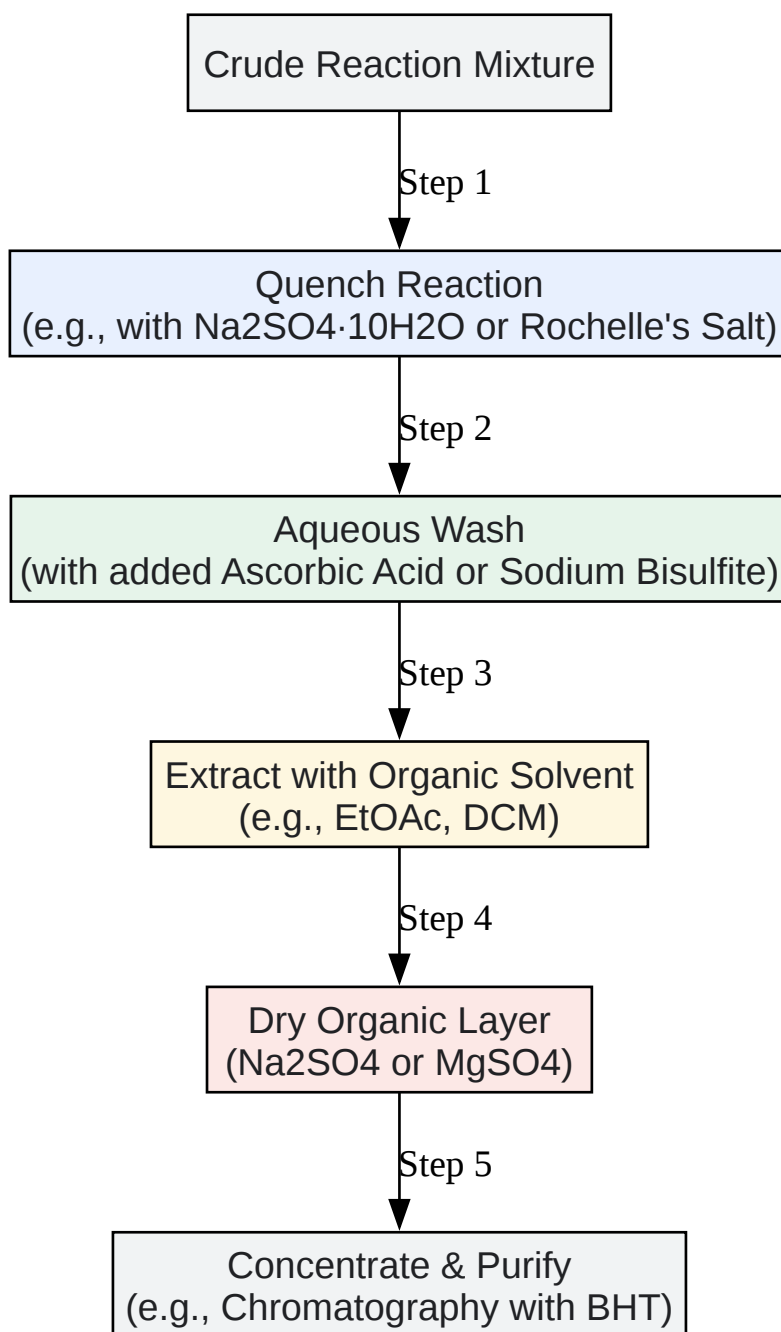 Crude Reaction Mixture
Step 1
Quench Reaction
(e.g., with Na2SO4·10H2O or Rochelle's Salt)
Step 2
Aqueous Wash
(with added Ascorbic Acid or Sodium Bisulfite)
Step 3
Extract with Organic Solvent
(e.g., EtOAc, DCM)
Step 4
Dry Organic Layer
(Na2SO4 or MgSO4)
Step 5
Concentrate & Purify
(e.g., Chromatography with BHT)